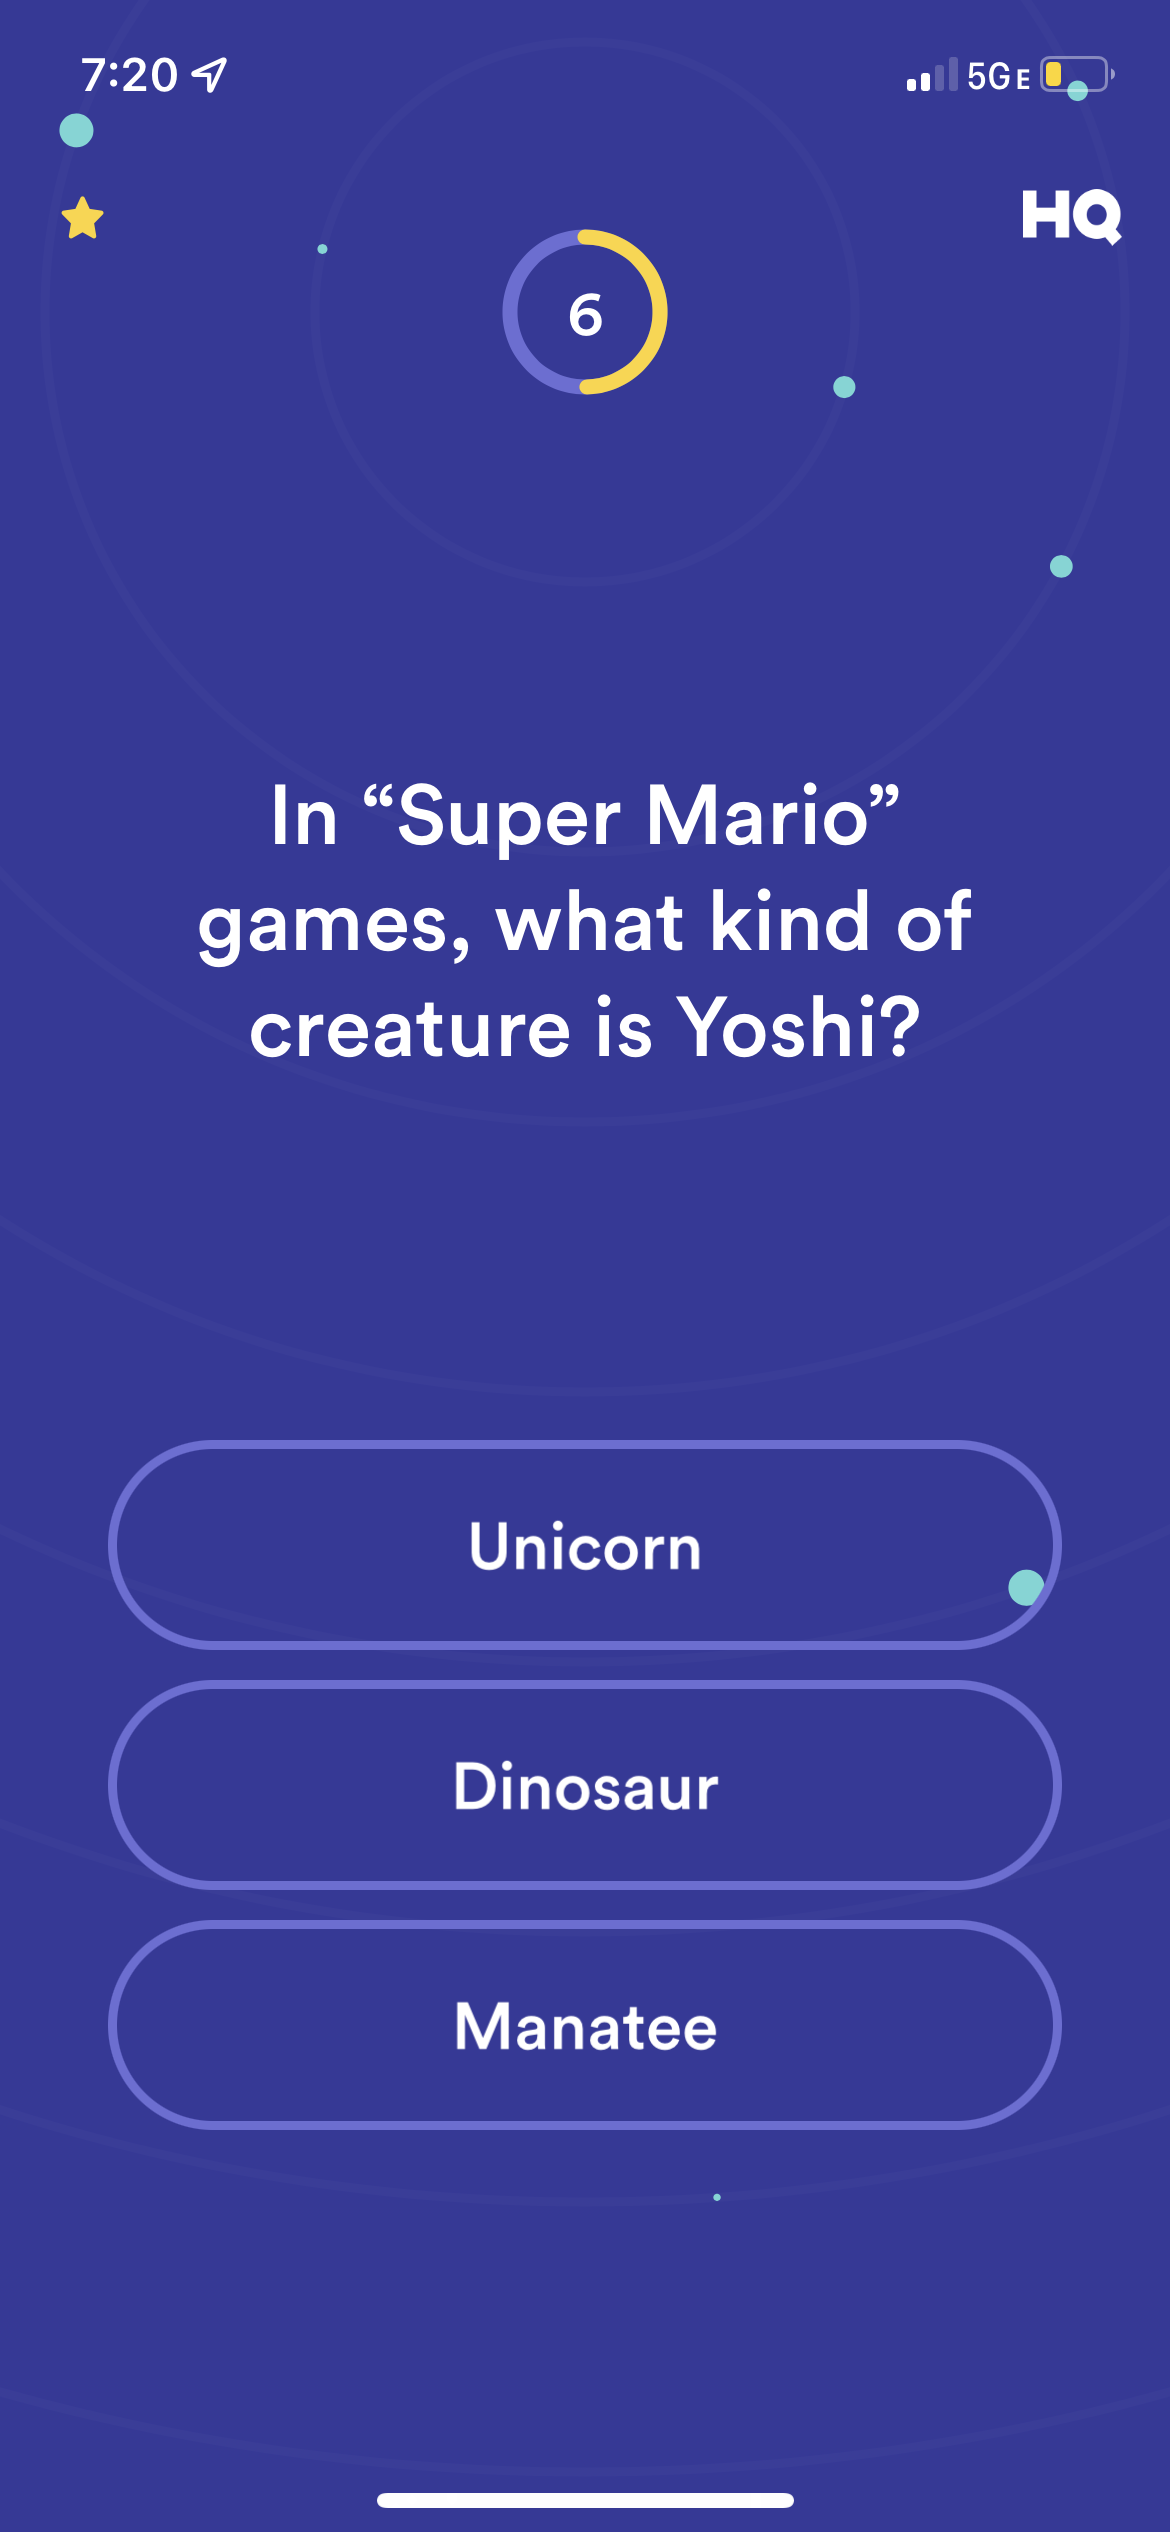 7:20
5GE
HQ
6
In “Super Mario”
games, what kind of
creature is Yoshi?
Unicorn
Dinosaur
Manatee